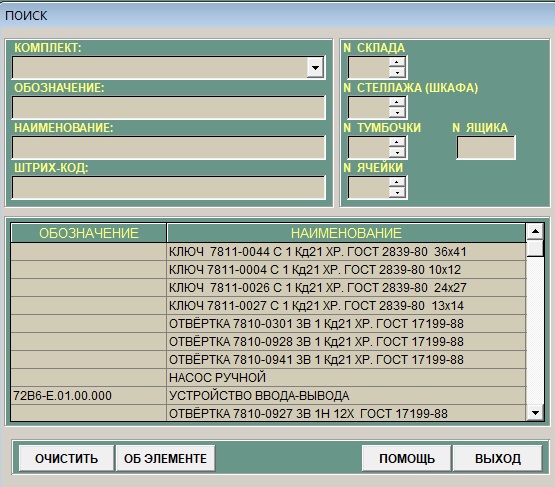 ПОИСК
КОМПЛЕКТ:
ОБОЗНАЧЕНИЕ:
НАИМЕНОВАНИЕ:
ШТРИХ-КОД:
N СКЛАДА
N СТЕЛЛАЖА (ШКАФА)
N ТУМБОЧКИ N ЯЩИКА
N ЯЧЕЙКИ
ОБОЗНАЧЕНИЕ НАИМЕНОВАНИЕ
КЛЮЧ 7811-0044 С 1 Кд21 ХР. ГОСТ 2839-80 36х41
КЛЮЧ 7811-0004 С 1 Кд21 ХР. ГОСТ 2839-80 10х12
КЛЮЧ 7811-0026 С 1 Кд21 ХР. ГОСТ 2839-80 24х27
КЛЮЧ 7811-0027 С 1 Кд21 ХР. ГОСТ 2839-80 13х14
ОТВЁРТКА 7810-0301 3В 1 Кд21 ХР. ГОСТ 17199-88
ОТВЁРТКА 7810-0928 3В 1 Кд21 ХР. ГОСТ 17199-88
ОТВЁРТКА 7810-0941 3В 1 Кд21 ХР. ГОСТ 17199-88
НАСОС РУЧНОЙ
72В6-Е.01.00.000 УСТРОЙСТВО ВВОДА-ВЫВОДА
ОТВЁРТКА 7810-0927 3В 1Н 12Х ГОСТ 17199-88
ОЧИСТИТЬ ОБ ЭЛЕМЕНТЕ ПОМОЩЬ ВЫХОД